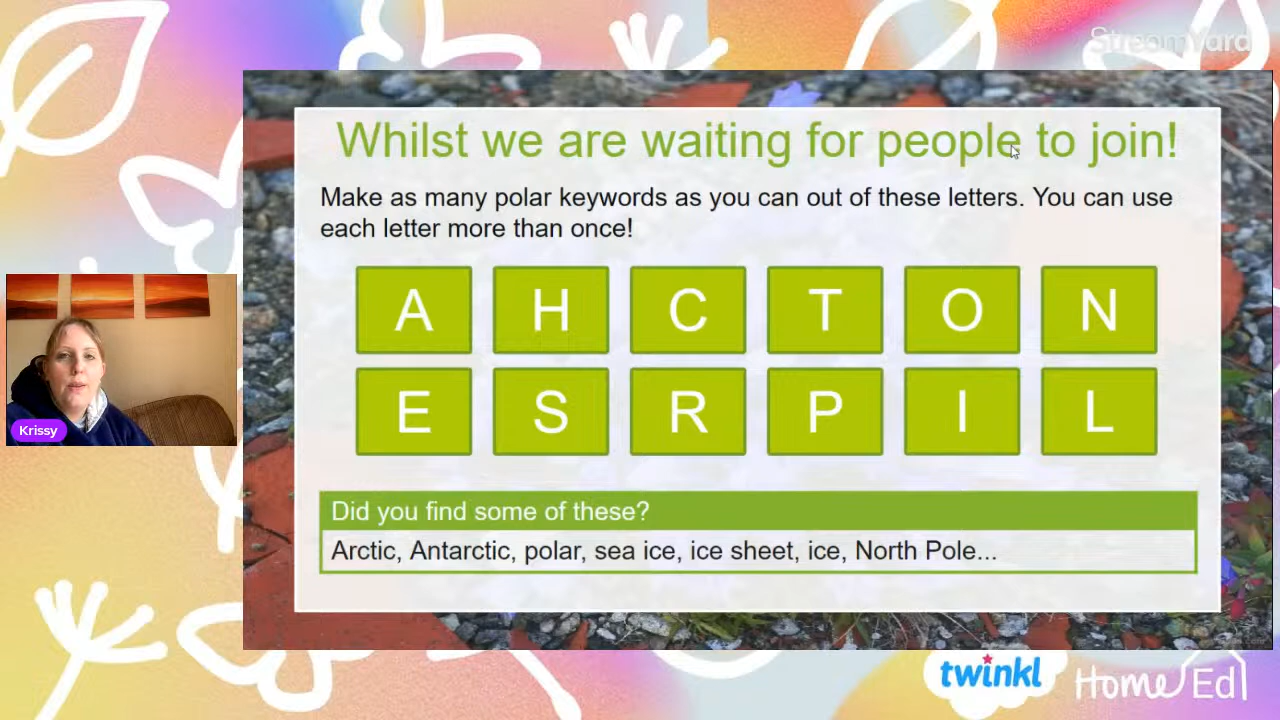 StreamYard
Whilst we are waiting for people to join!
Make as many polar keywords as you can out of these letters. You can use
each letter more than once!
A H C T O N
E S R P I L
Did you find some of these?
Arctic, Antarctic, polar, sea ice, ice sheet, ice, North Pole...
Krissy
twinkl Home Ed